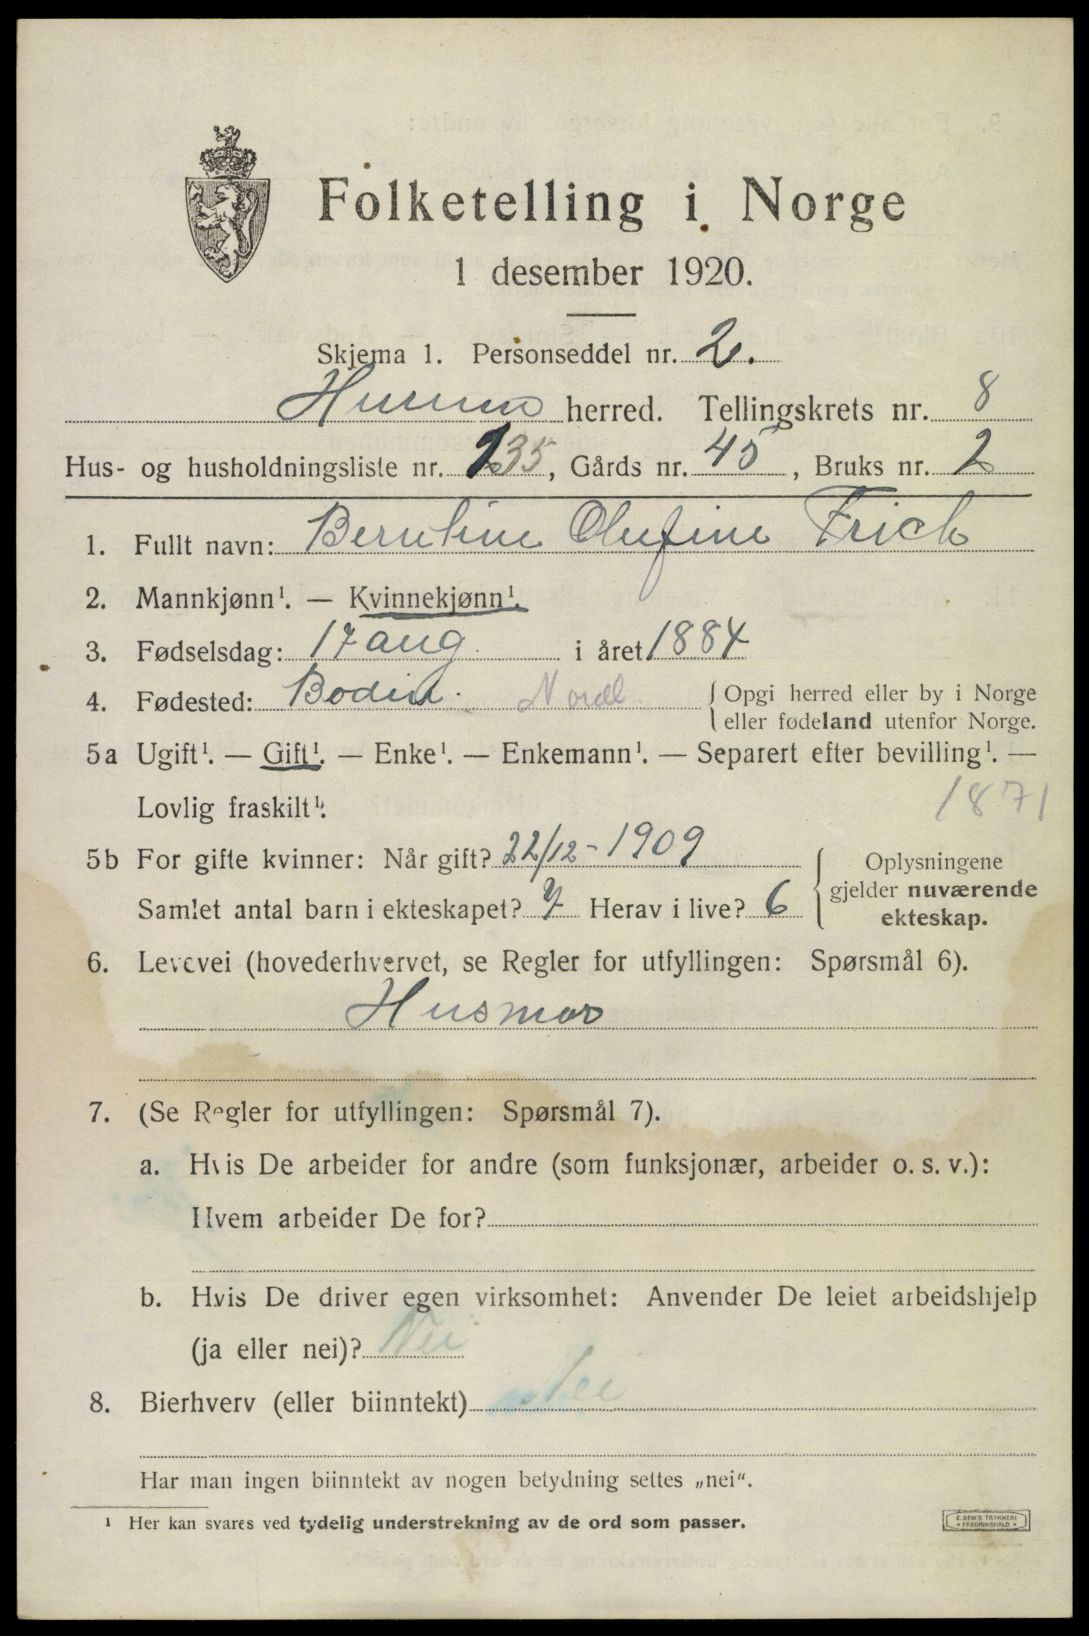 Folketelling i Norge
1 desember 1920.
Skjema 1. Personseddel nr. 2.
Hurum herred. Tellingskrets nr. 8
Hus- og husholdningsliste nr. 235, Gårds nr. 45, Bruks nr. 2
1. Fullt navn: Berntine Olufine Frich
2. Mannkjønn¹. — Kvinnekjønn¹.
3. Fødselsdag: 17 aug. i året 1884
4. Fødested: Bodin. Nordl. { Opgi herred eller by i Norge
eller fødeland utenfor Norge.
5a Ugift¹. — Gift¹. — Enke¹. — Enkemann¹. — Separert efter bevilling¹. —
Lovlig fraskilt¹. 1871
5b For gifte kvinner: Når gift? 22/12 - 1909
Samlet antal barn i ekteskapet? 7 Herav i live? 6
{ Oplysningene
gjelder nuværende
ekteskap.
6. Levevei (hovederhvervet, se Regler for utfyllingen: Spørsmål 6).
Husmor
7. (Se Regler for utfyllingen: Spørsmål 7).
a. Hvis De arbeider for andre (som funksjonær, arbeider o. s. v.):
Hvem arbeider De for?
b. Hvis De driver egen virksomhet: Anvender De leiet arbeidshjelp
(ja eller nei)? Nei
8. Bierhverv (eller biinntekt) Nei
Har man ingen biinntekt av nogen betydning settes „nei“.
¹ Her kan svares ved tydelig understrekning av de ord som passer.
E. SEM'S TRYKKERI
• FREDRIKSHALD •